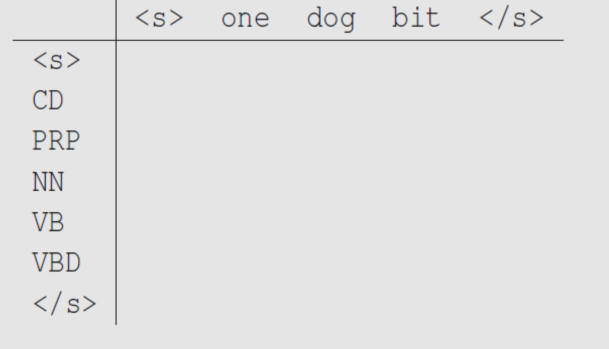 <s> one dog bit </s>
<s>
CD
PRP
NN
VB
VBD
</s>